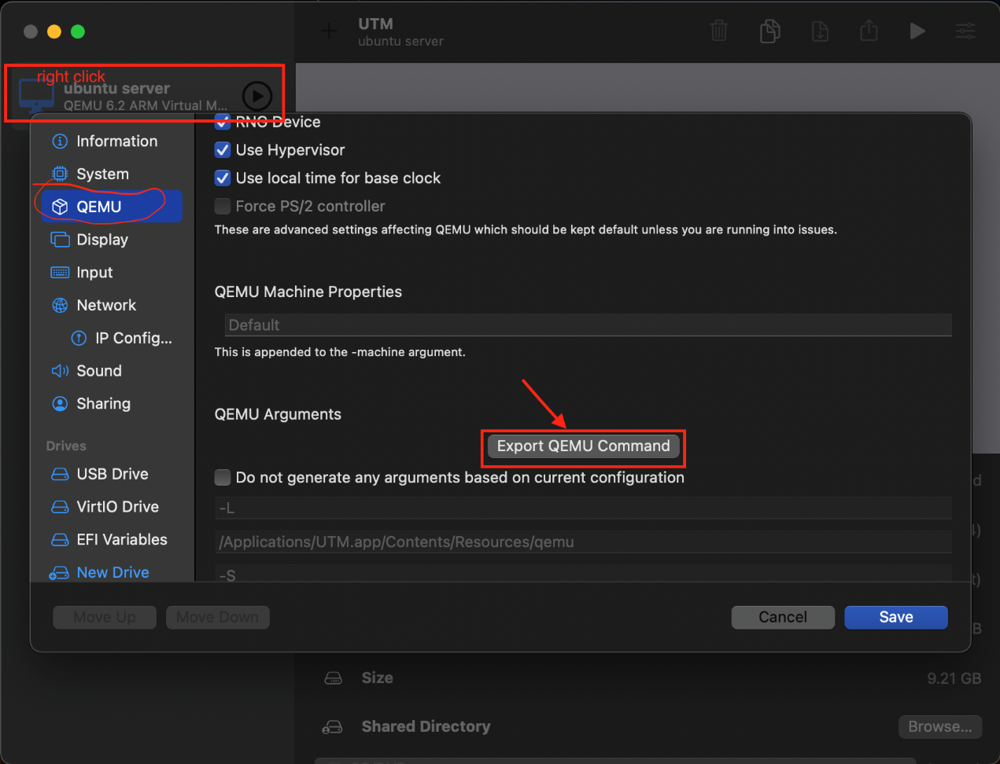 UTM
ubuntu server
right click
ubuntu server
QEMU 6.2 ARM Virtual M...
Information
System
QEMU
Display
Input
Network
IP Config...
Sound
Sharing
Drives
USB Drive
VirtIO Drive
EFI Variables
New Drive
RNG Device
Use Hypervisor
Use local time for base clock
Force PS/2 controller
These are advanced settings affecting QEMU which should be kept default unless you are running into issues.
QEMU Machine Properties
Default
This is appended to the -machine argument.
QEMU Arguments
Export QEMU Command
Do not generate any arguments based on current configuration
-L
/Applications/UTM.app/Contents/Resources/qemu
-S
Move Up
Move Down
Cancel
Save
d
4)
t)
B
Size
9.21 GB
Shared Directory
Browse...